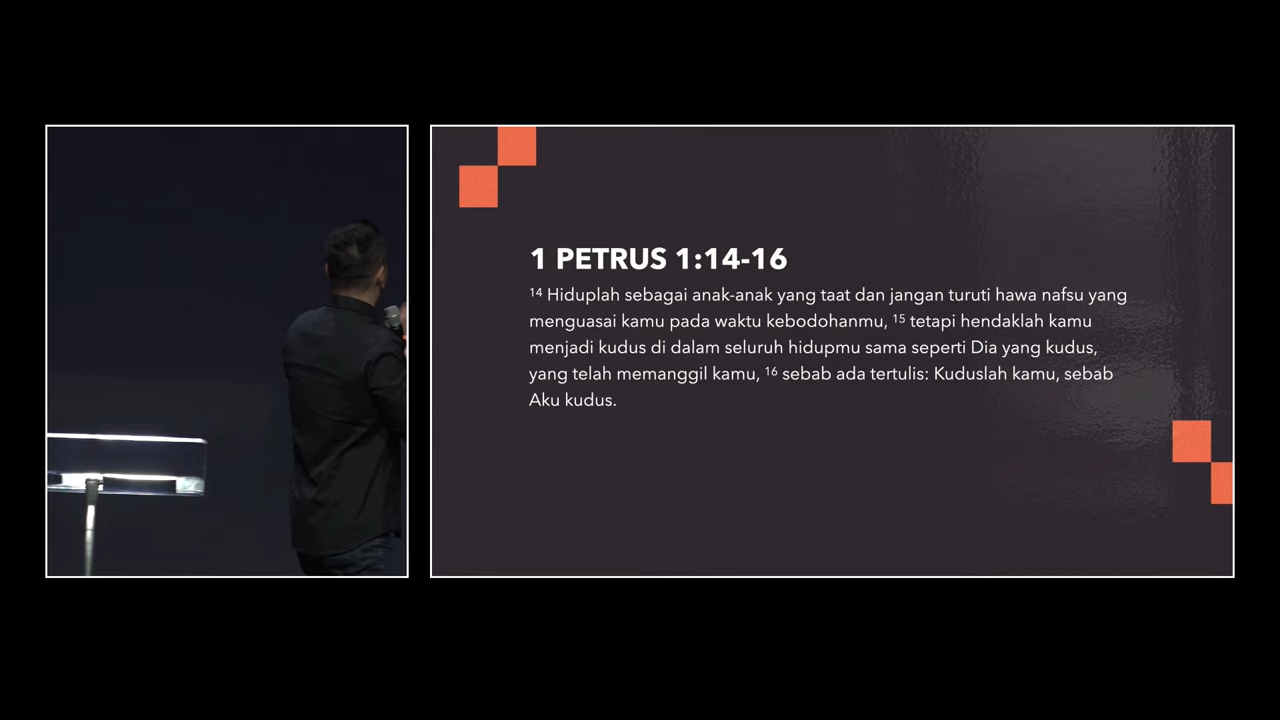 1 PETRUS 1:14-16
¹⁴ Hiduplah sebagai anak-anak yang taat dan jangan turuti hawa nafsu yang
menguasai kamu pada waktu kebodohanmu, ¹⁵ tetapi hendaklah kamu
menjadi kudus di dalam seluruh hidupmu sama seperti Dia yang kudus,
yang telah memanggil kamu, ¹⁶ sebab ada tertulis: Kuduslah kamu, sebab
Aku kudus.